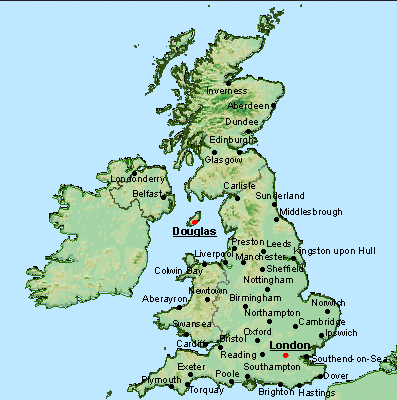 Inverness
Aberdeen
Dundee
Edinburgh
Glasgow
Londonderry
Carlisle
Belfast
Sunderland
Middlesbrough
Douglas
Preston
Leeds
Kingston upon Hull
Liverpool
Manchester
Colwin Bay
Sheffield
Nottingham
Newtown
Aberayron
Birmingham
Norwich
Northampton
Swansea
Cambridge
Ipswich
Cardiff
Bristol
Oxford
London
Reading
Southend-on-Sea
Exeter
Poole
Southampton
Dover
Plymouth
Torquay
Brighton
Hastings